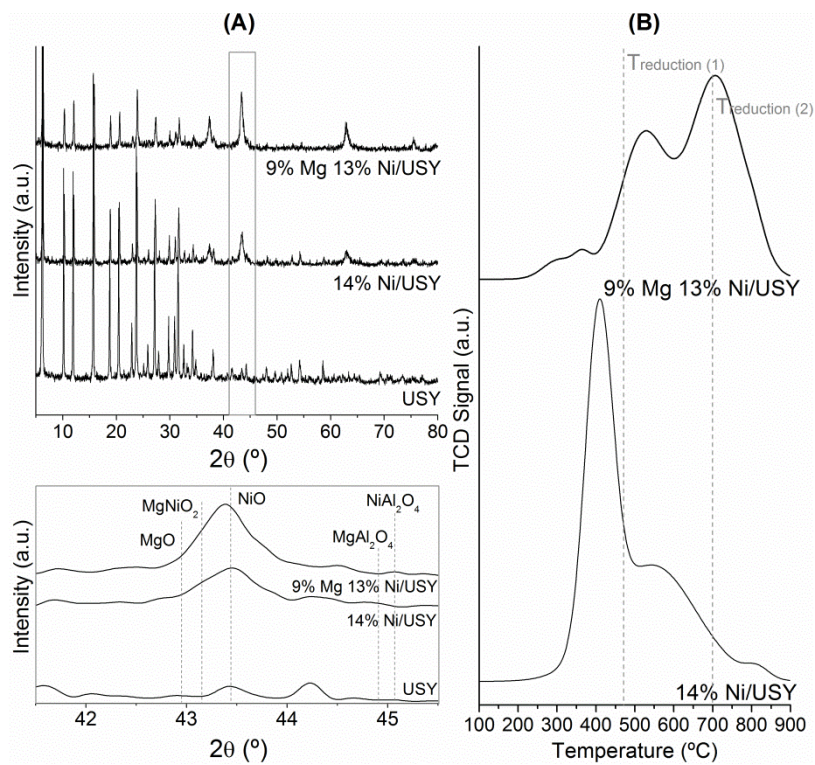 (A)
Intensity (a.u.)
9% Mg 13% Ni/USY
14% Ni/USY
USY
10 20 30 40 50 60 70 80
2θ (º)
Intensity (a.u.)
MgO
MgNiO2
NiO
MgAl2O4
NiAl2O4
9% Mg 13% Ni/USY
14% Ni/USY
USY
42 43 44 45
2θ (º)
(B)
TCD Signal (a.u.)
Treduction (1)
Treduction (2)
9% Mg 13% Ni/USY
14% Ni/USY
100 200 300 400 500 600 700 800 900
Temperature (ºC)